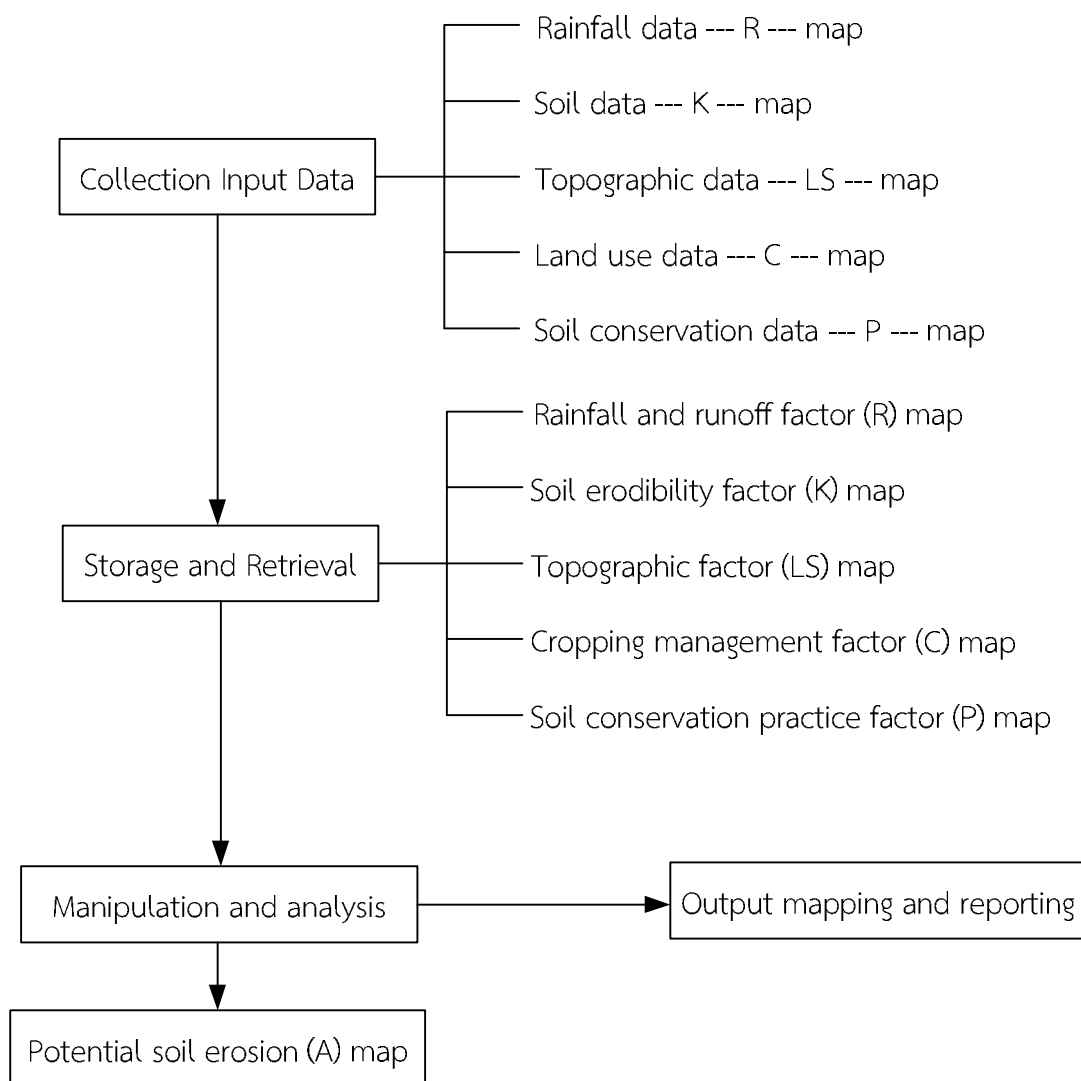 Rainfall data --- R --- map
Soil data --- K --- map
Collection Input Data
Topographic data --- LS --- map
Land use data --- C --- map
Soil conservation data --- P --- map
Rainfall and runoff factor (R) map
Soil erodibility factor (K) map
Storage and Retrieval
Topographic factor (LS) map
Cropping management factor (C) map
Soil conservation practice factor (P) map
Manipulation and analysis
Output mapping and reporting
Potential soil erosion (A) map